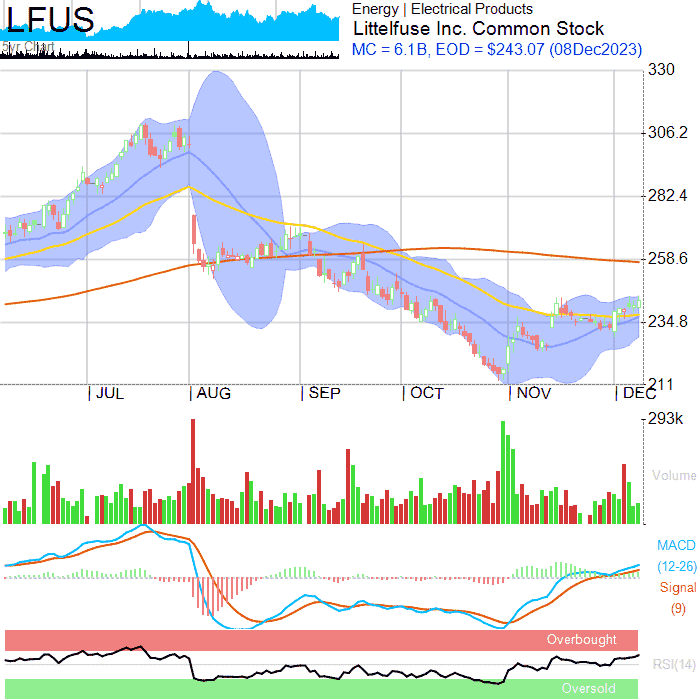 LFUS
5yr Chart
Energy | Electrical Products
Littelfuse Inc. Common Stock
MC = 6.1B, EOD = $243.07 (08Dec2023)
330
306.2
282.4
258.6
234.8
211
JUL AUG SEP OCT NOV DEC
293k
Volume
MACD
(12-26)
Signal
(9)
Overbought
RSI(14)
Oversold